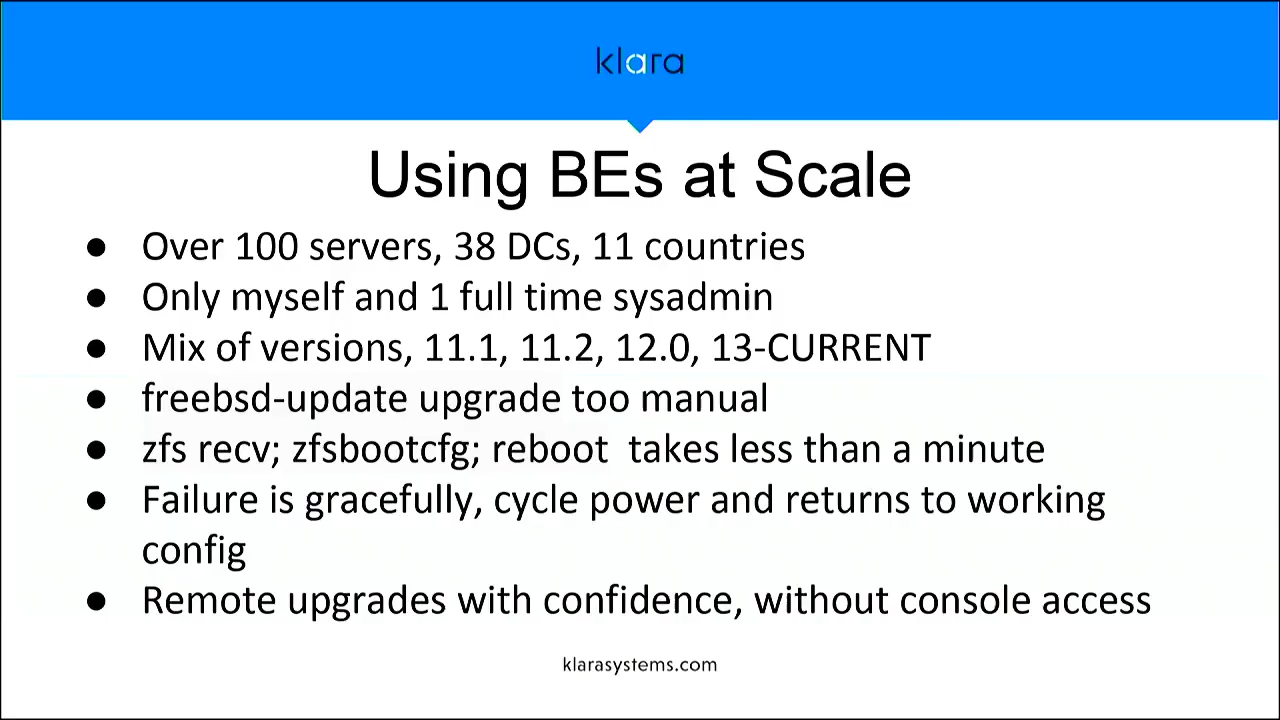 klara
Using BEs at Scale
● Over 100 servers, 38 DCs, 11 countries
● Only myself and 1 full time sysadmin
● Mix of versions, 11.1, 11.2, 12.0, 13-CURRENT
● freebsd-update upgrade too manual
● zfs recv; zfsbootcfg; reboot  takes less than a minute
● Failure is gracefully, cycle power and returns to working
config
● Remote upgrades with confidence, without console access
klarasystems.com